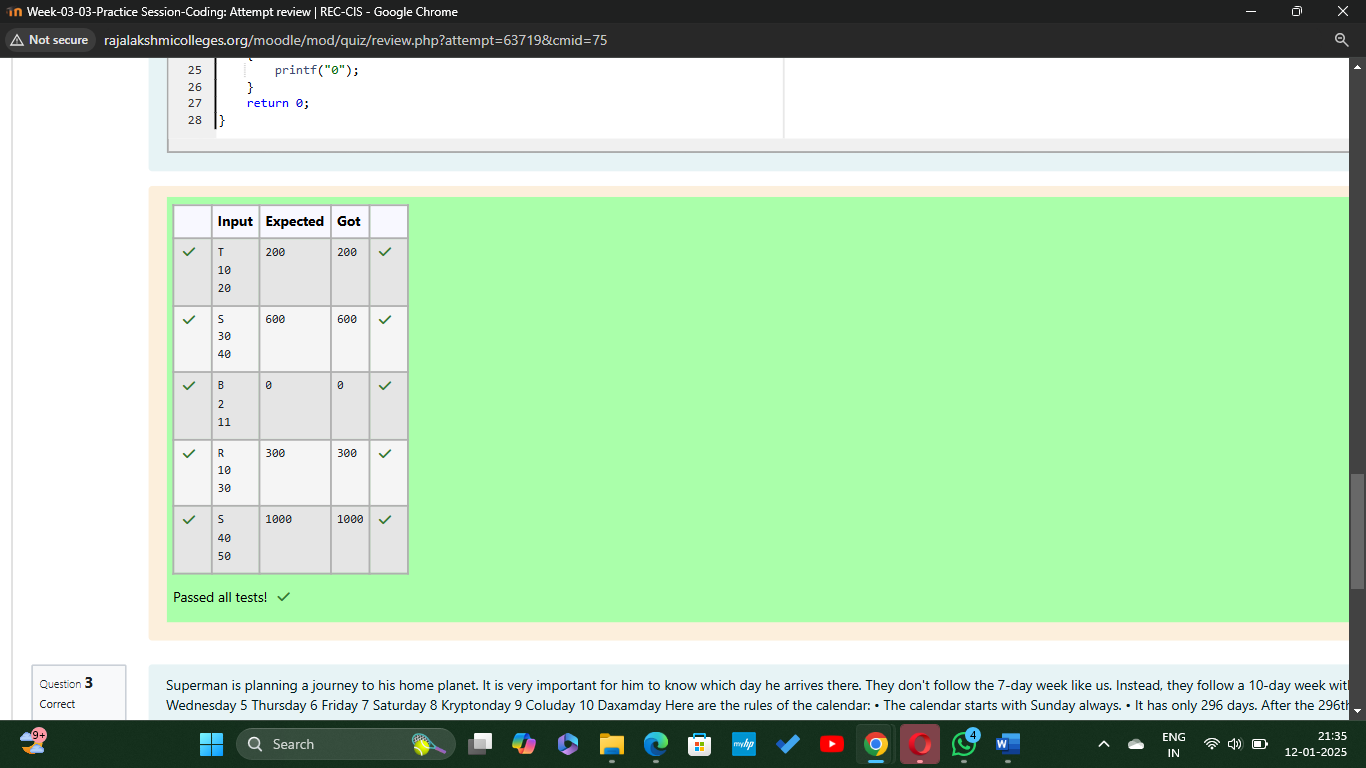 Week-03-03-Practice Session-Coding: Attempt review | REC-CIS - Google Chrome
Not secure rajalakshmicolleges.org/moodle/mod/quiz/review.php?attempt=63719&cmid=75
25 printf("0");
26 }
27 return 0;
28 }
Input Expected Got
T 200 200
10
20
S 600 600
30
40
B 0 0
2
11
R 300 300
10
30
S 1000 1000
40
50
Passed all tests!
Question 3
Correct
Superman is planning a journey to his home planet. It is very important for him to know which day he arrives there. They don't follow the 7-day week like us. Instead, they follow a 10-day week with
Wednesday 5 Thursday 6 Friday 7 Saturday 8 Kryptonday 9 Coluday 10 Daxamday Here are the rules of the calendar: • The calendar starts with Sunday always. • It has only 296 days. After the 296th
9+
Search
myhp
4
W
ENG
IN
21:35
12-01-2025